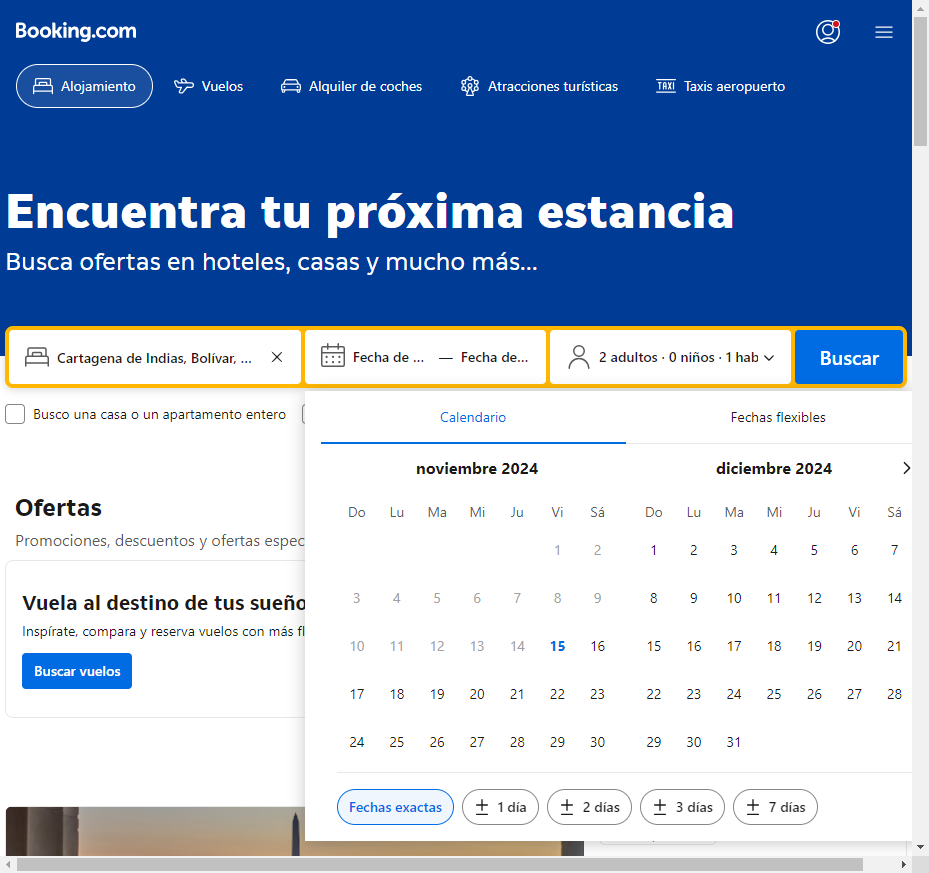 Booking.com
Alojamiento
Vuelos
Alquiler de coches
Atracciones turísticas
TAXI Taxis aeropuerto
Encuentra tu próxima estancia
Busca ofertas en hoteles, casas y mucho más...
Cartagena de Indias, Bolívar, ...
Fecha de ... — Fecha de...
2 adultos · 0 niños · 1 hab
Buscar
Busco una casa o un apartamento entero
Calendario
Fechas flexibles
Ofertas
Promociones, descuentos y ofertas espec
Vuela al destino de tus sueño
Inspírate, compara y reserva vuelos con más fl
Buscar vuelos
noviembre 2024
Do Lu Ma Mi Ju Vi Sá
1 2
3 4 5 6 7 8 9
10 11 12 13 14 15 16
17 18 19 20 21 22 23
24 25 26 27 28 29 30
diciembre 2024
Do Lu Ma Mi Ju Vi Sá
1 2 3 4 5 6 7
8 9 10 11 12 13 14
15 16 17 18 19 20 21
22 23 24 25 26 27 28
29 30 31
Fechas exactas
± 1 día
± 2 días
± 3 días
± 7 días